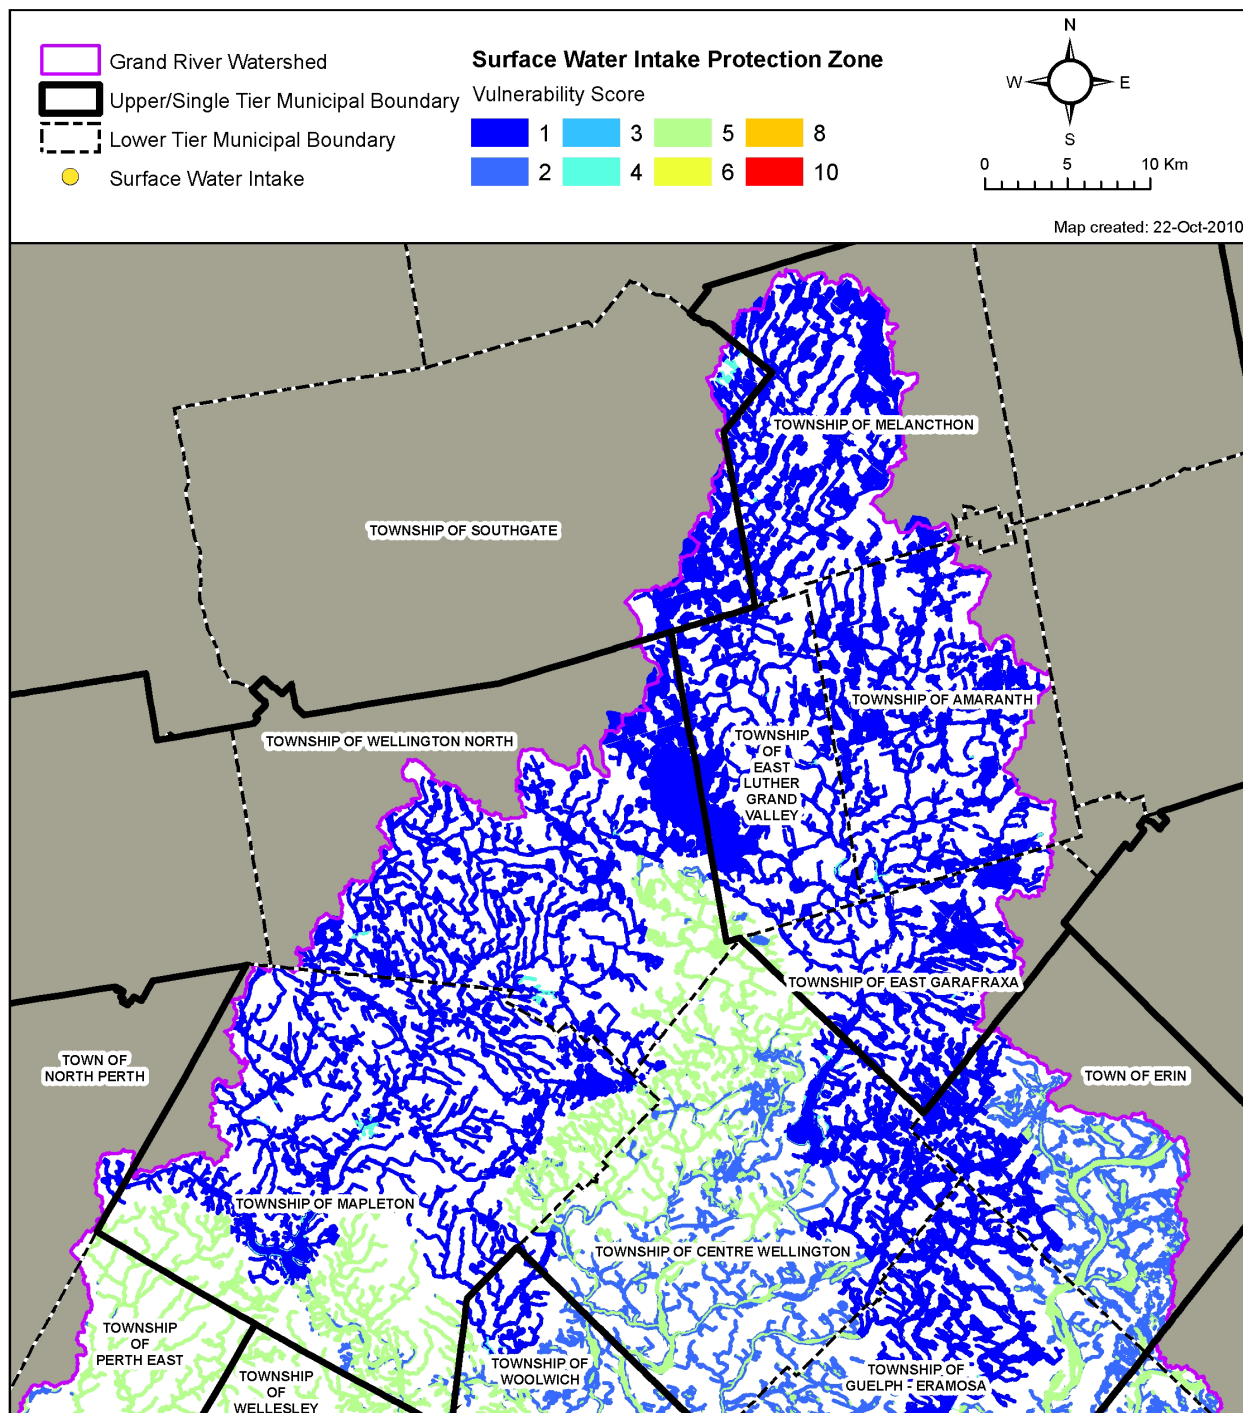 Grand River Watershed
Upper/Single Tier Municipal Boundary
Lower Tier Municipal Boundary
Surface Water Intake
Surface Water Intake Protection Zone
Vulnerability Score
1 3 5 8
2 4 6 10
N
W E
S
0 5 10 Km
Map created: 22-Oct-2010
TOWNSHIP OF MELANCTHON
TOWNSHIP OF SOUTHGATE
TOWNSHIP OF AMARANTH
TOWNSHIP OF WELLINGTON NORTH
TOWNSHIP
OF
EAST
LUTHER
GRAND
VALLEY
TOWNSHIP OF EAST GARAFRAXA
TOWN OF
NORTH PERTH
TOWN OF ERIN
TOWNSHIP OF MAPLETON
TOWNSHIP OF CENTRE WELLINGTON
TOWNSHIP
OF
PERTH EAST
TOWNSHIP
OF
WELLESLEY
TOWNSHIP OF
WOOLWICH
TOWNSHIP OF
GUELPH - ERAMOSA